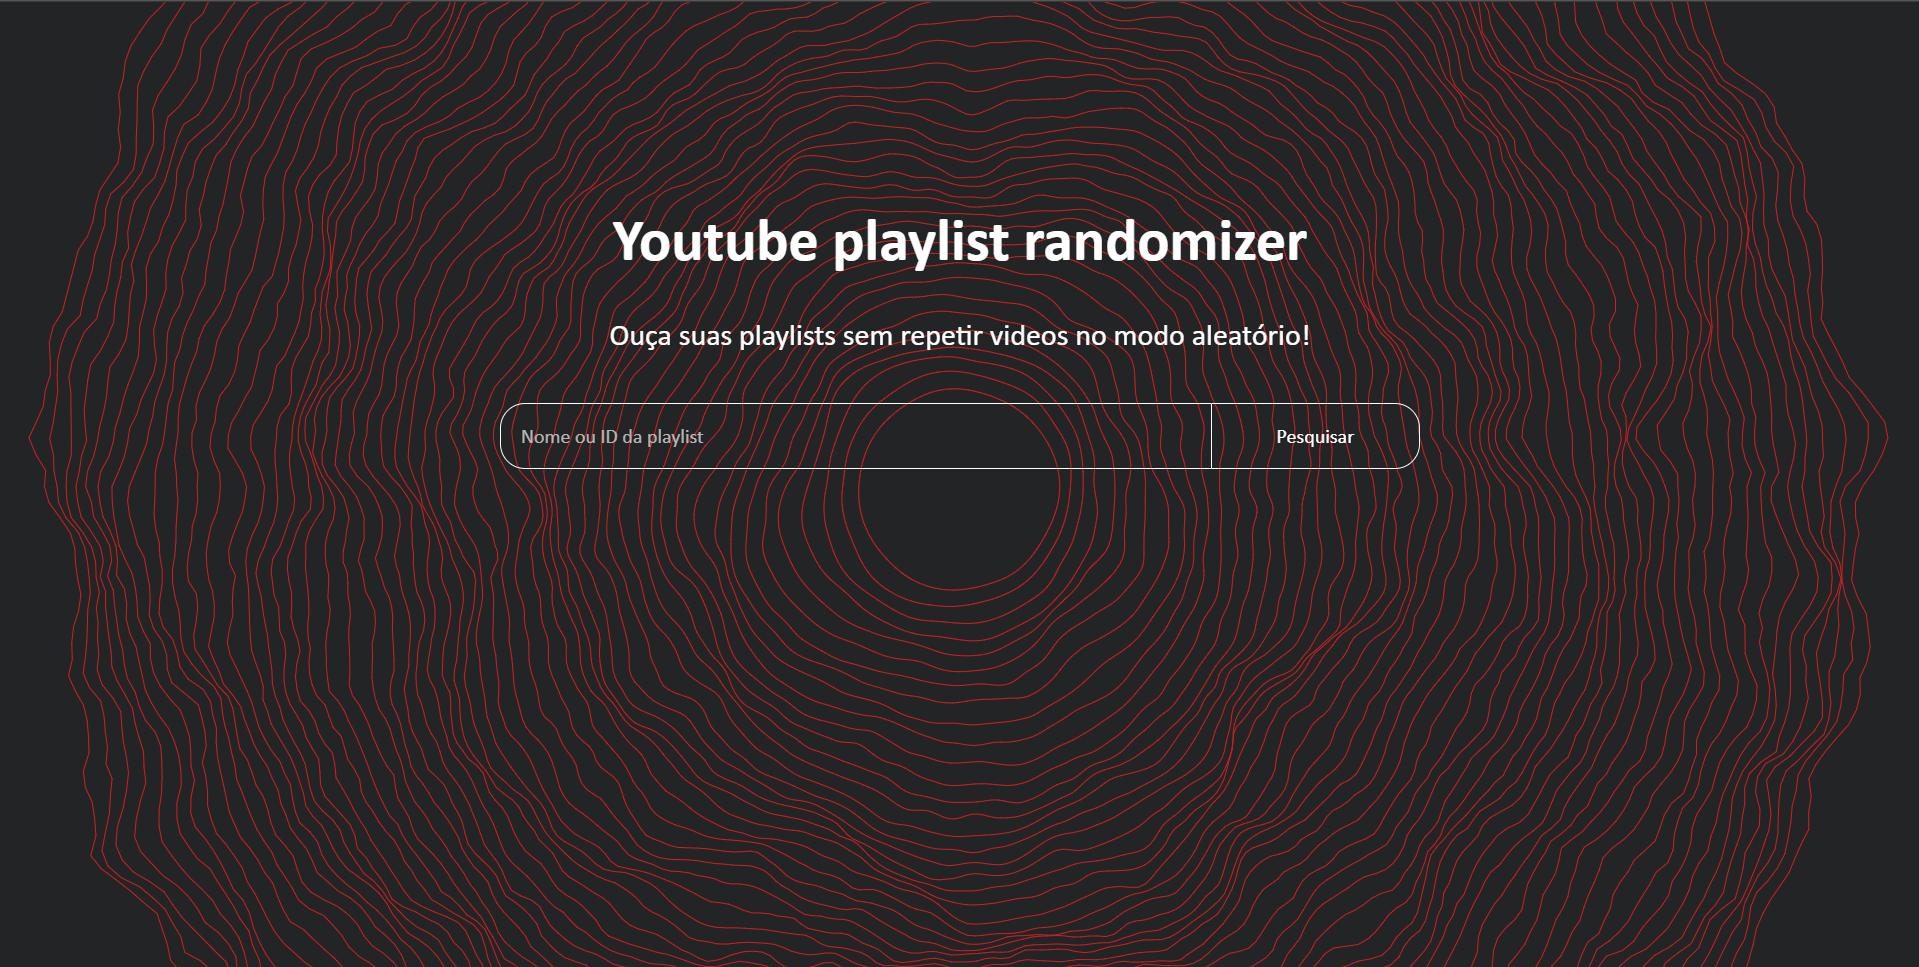 Youtube playlist randomizer
Ouça suas playlists sem repetir videos no modo aleatório!
Nome ou ID da playlist
Pesquisar